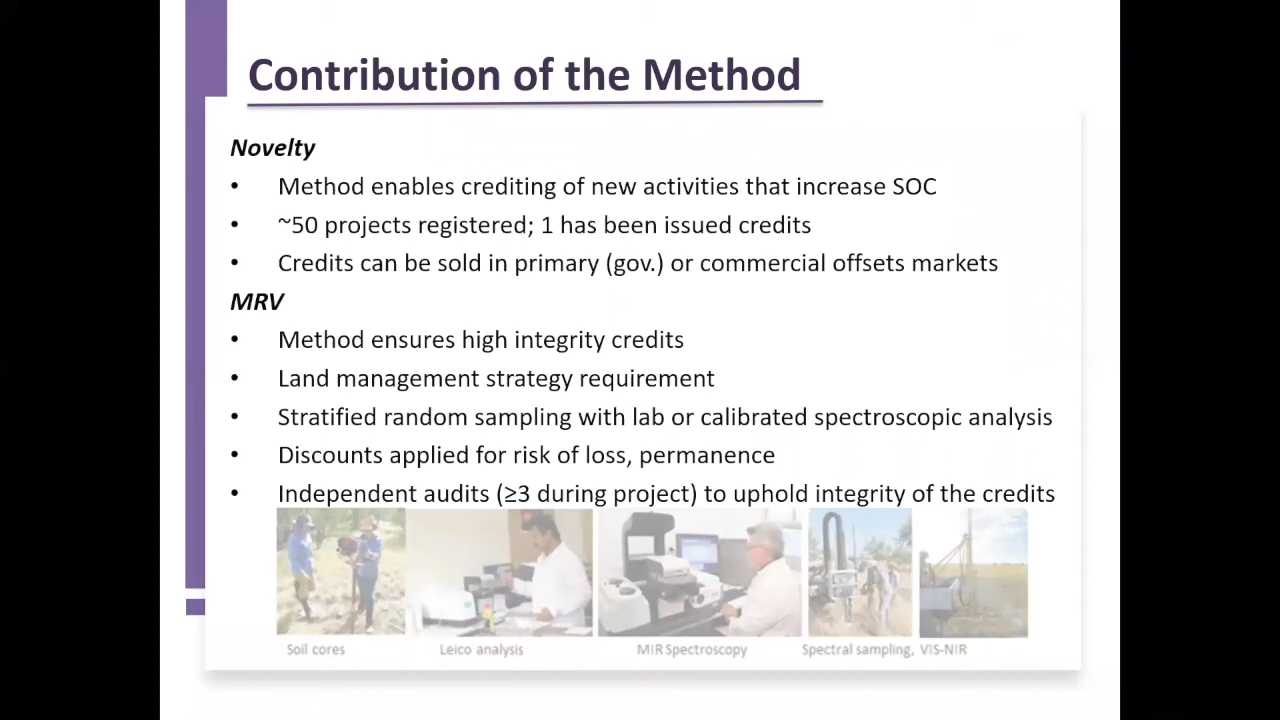 Contribution of the Method
Novelty
• Method enables crediting of new activities that increase SOC
• ~50 projects registered; 1 has been issued credits
• Credits can be sold in primary (gov.) or commercial offsets markets
MRV
• Method ensures high integrity credits
• Land management strategy requirement
• Stratified random sampling with lab or calibrated spectroscopic analysis
• Discounts applied for risk of loss, permanence
• Independent audits (≥3 during project) to uphold integrity of the credits
Soil cores Leico analysis MIR Spectroscopy Spectral sampling, VIS-NIR